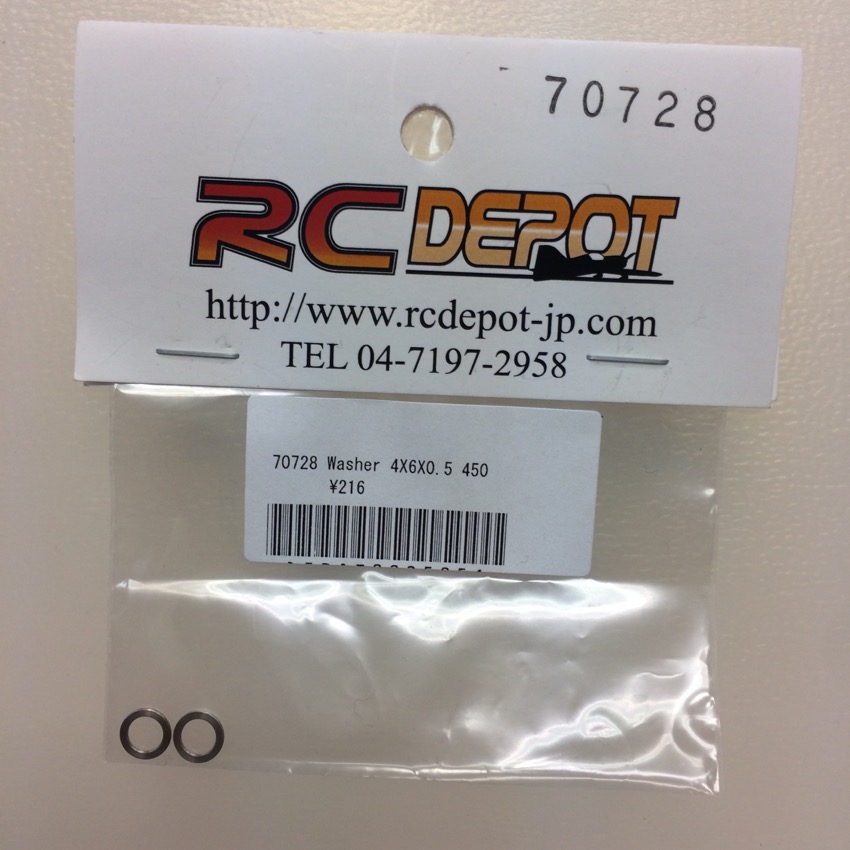 70728
RC DEPOT
http://www.rcdepot-jp.com
TEL 04-7197-2958
70728 Washer 4X6X0.5 450
¥216